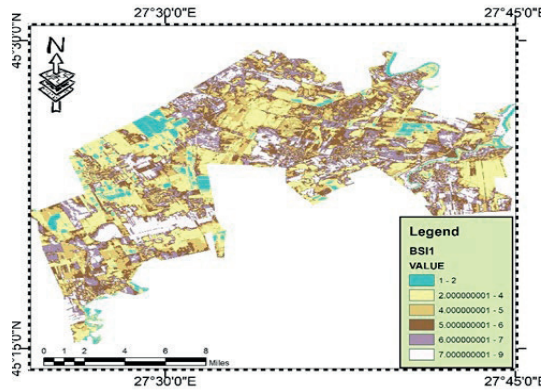 27°30'0"E 27°45'0"E
45°30'0"N
N
Legend
BSI1
VALUE
1 - 2
2.000000001 - 4
4.000000001 - 5
5.000000001 - 6
6.000000001 - 7
7.000000001 - 9
45°15'0"N
0 1 2 4 6 8
Miles
27°30'0"E 27°45'0"E